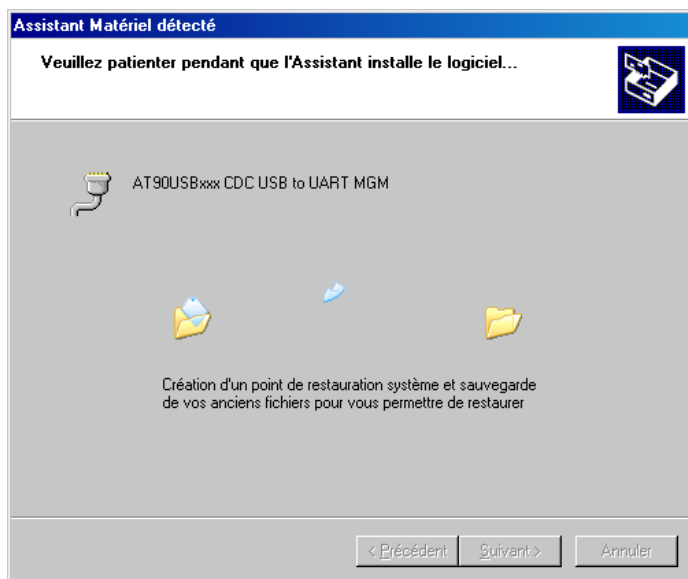 Assistant Matériel détecté
Veuillez patienter pendant que l'Assistant installe le logiciel...
AT90USBxxx CDC USB to UART MGM
Création d'un point de restauration système et sauvegarde
de vos anciens fichiers pour vous permettre de restaurer
< Précédent Suivant > Annuler